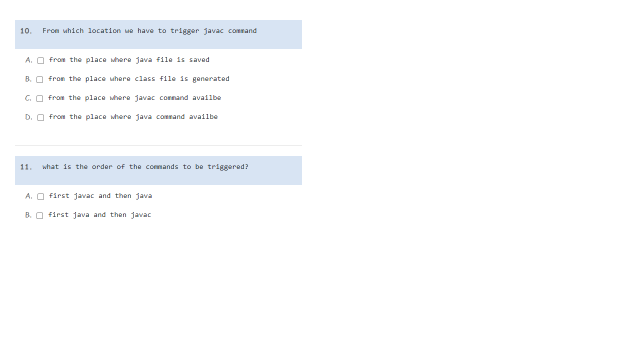 10. From which location we have to trigger javac command
A. from the place where java file is saved
B. from the place where class file is generated
C. from the place where javac command availbe
D. from the place where java command availbe
11. what is the order of the commands to be triggered?
A. first javac and then java
B. first java and then javac